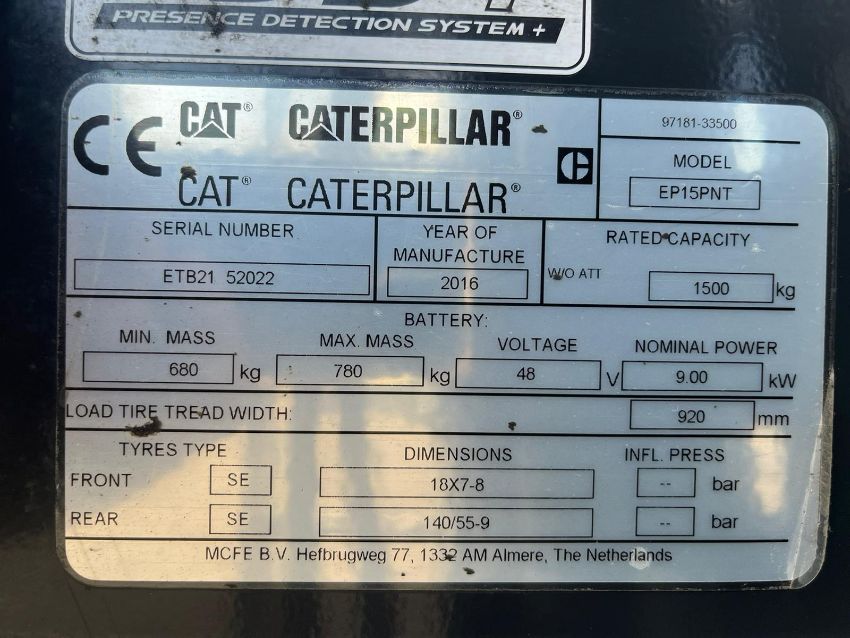 PRESENCE DETECTION SYSTEM +
CE CAT® CATERPILLAR®
CAT® CATERPILLAR®
97181-33500
MODEL
EP15PNT
SERIAL NUMBER
ETB21 52022
YEAR OF
MANUFACTURE
2016
RATED CAPACITY
W/O ATT 1500 kg
BATTERY:
MIN. MASS MAX. MASS VOLTAGE NOMINAL POWER
680 kg 780 kg 48 V 9.00 kW
LOAD TIRE TREAD WIDTH: 920 mm
TYRES TYPE DIMENSIONS INFL. PRESS
FRONT SE 18X7-8 -- bar
REAR SE 140/55-9 -- bar
MCFE B.V. Hefbrugweg 77, 1332 AM Almere, The Netherlands